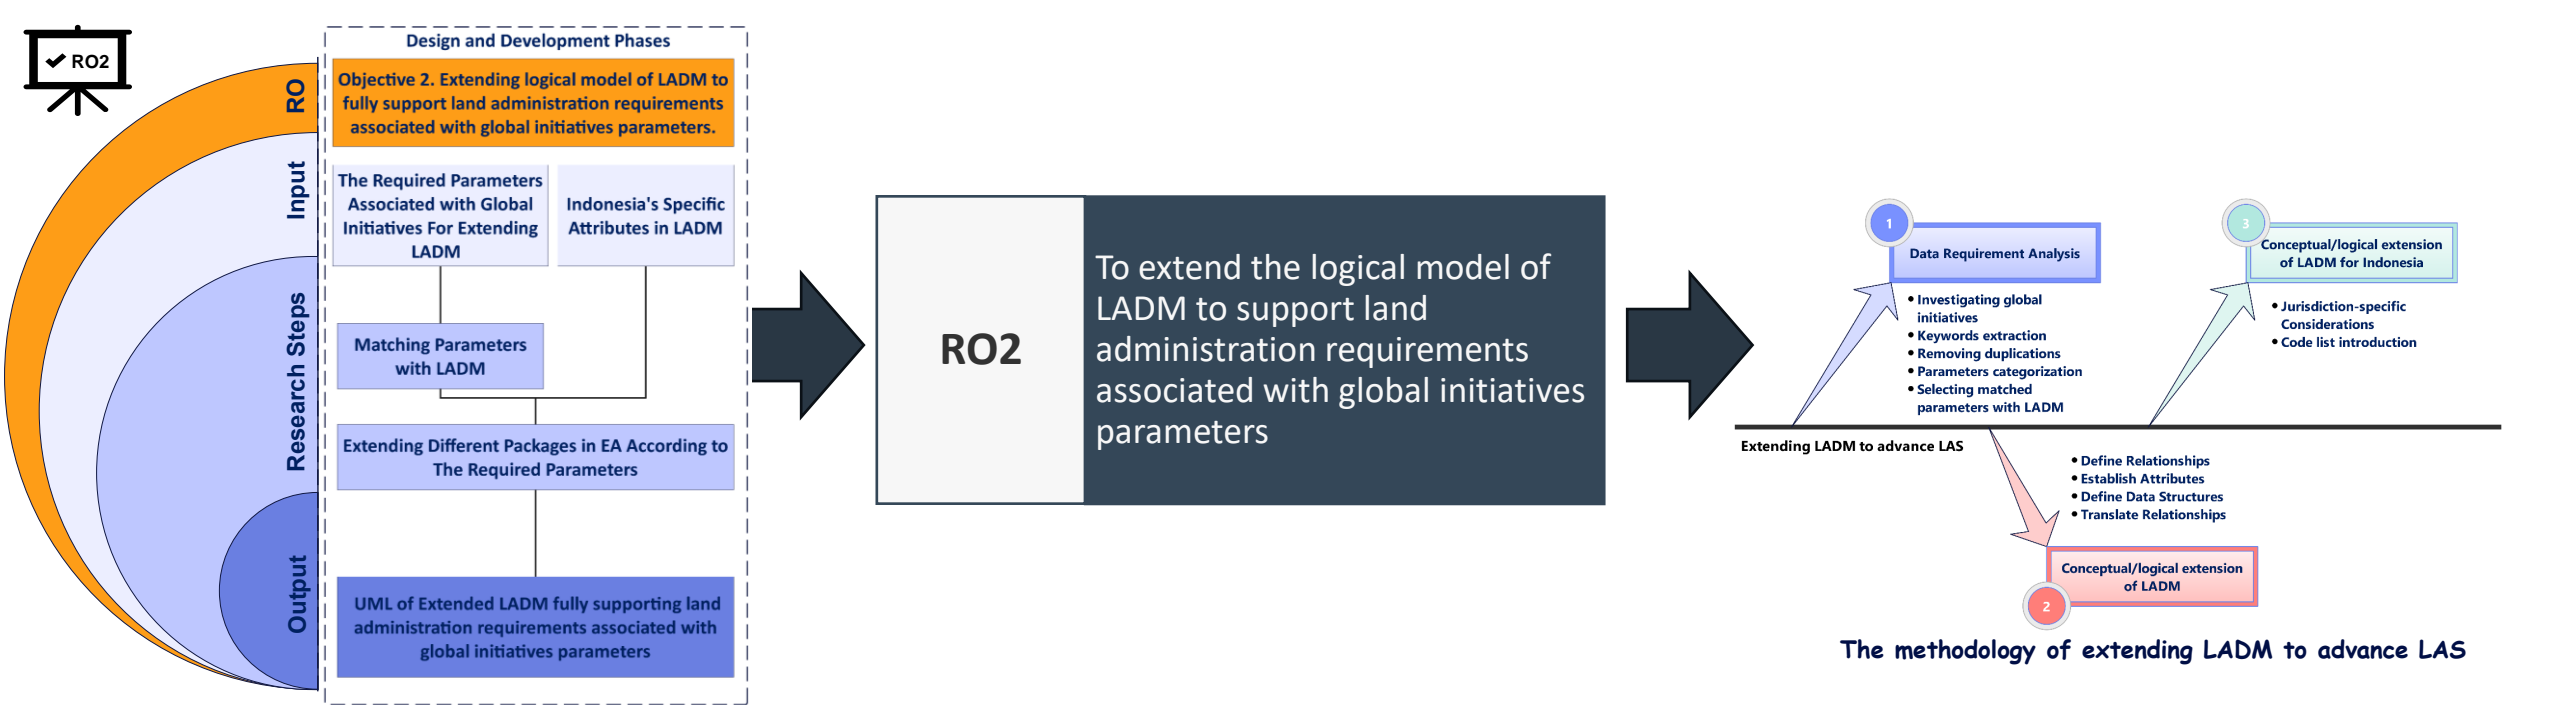 RO2
RO
Input
Research Steps
Output
Design and Development Phases
Objective 2. Extending logical model of LADM to
fully support land administration requirements
associated with global initiatives parameters.
The Required Parameters
Associated with Global
Initiatives For Extending
LADM
Indonesia's Specific
Attributes in LADM
Matching Parameters
with LADM
Extending Different Packages in EA According to
The Required Parameters
UML of Extended LADM fully supporting land
administration requirements associated with
global initiatives parameters
RO2
To extend the logical model of
LADM to support land
administration requirements
associated with global initiatives
parameters
1
Data Requirement Analysis
• Investigating global
initiatives
• Keywords extraction
• Removing duplications
• Parameters categorization
• Selecting matched
parameters with LADM
3
Conceptual/logical extension
of LADM for Indonesia
• Jurisdiction-specific
Considerations
• Code list introduction
Extending LADM to advance LAS
• Define Relationships
• Establish Attributes
• Define Data Structures
• Translate Relationships
Conceptual/logical extension
of LADM
2
The methodology of extending LADM to advance LAS